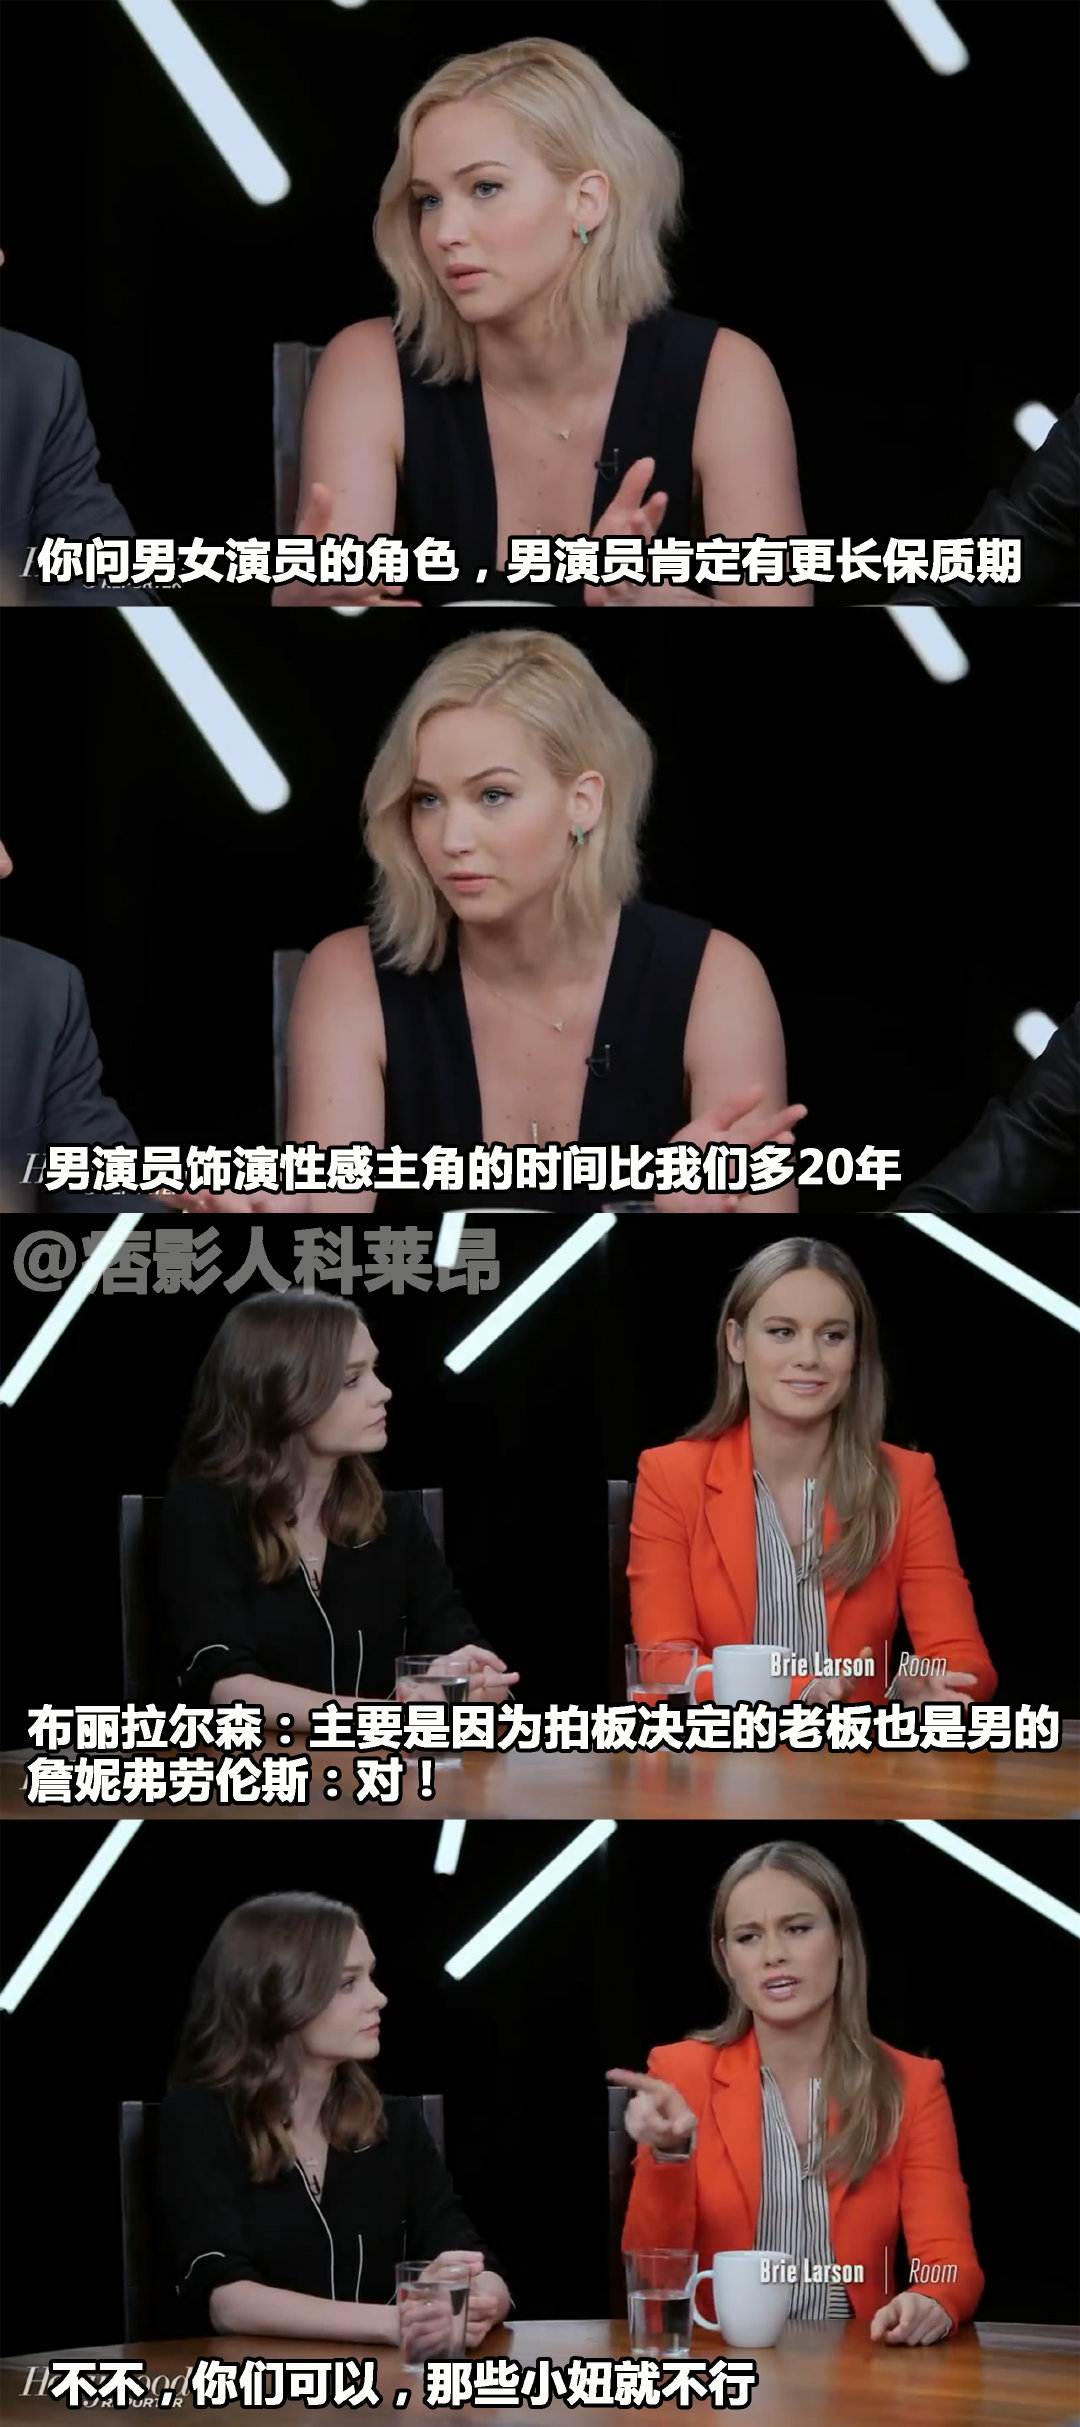 你问男女演员的角色，男演员肯定有更长保质期
REPORTER
男演员饰演性感主角的时间比我们多20年
@痞影人科莱昂
Brie Larson | Room
布丽拉尔森：主要是因为拍板决定的老板也是男的
詹妮弗劳伦斯：对！
Brie Larson | Room
不不，你们可以，那些小妞就不行
REPORTER